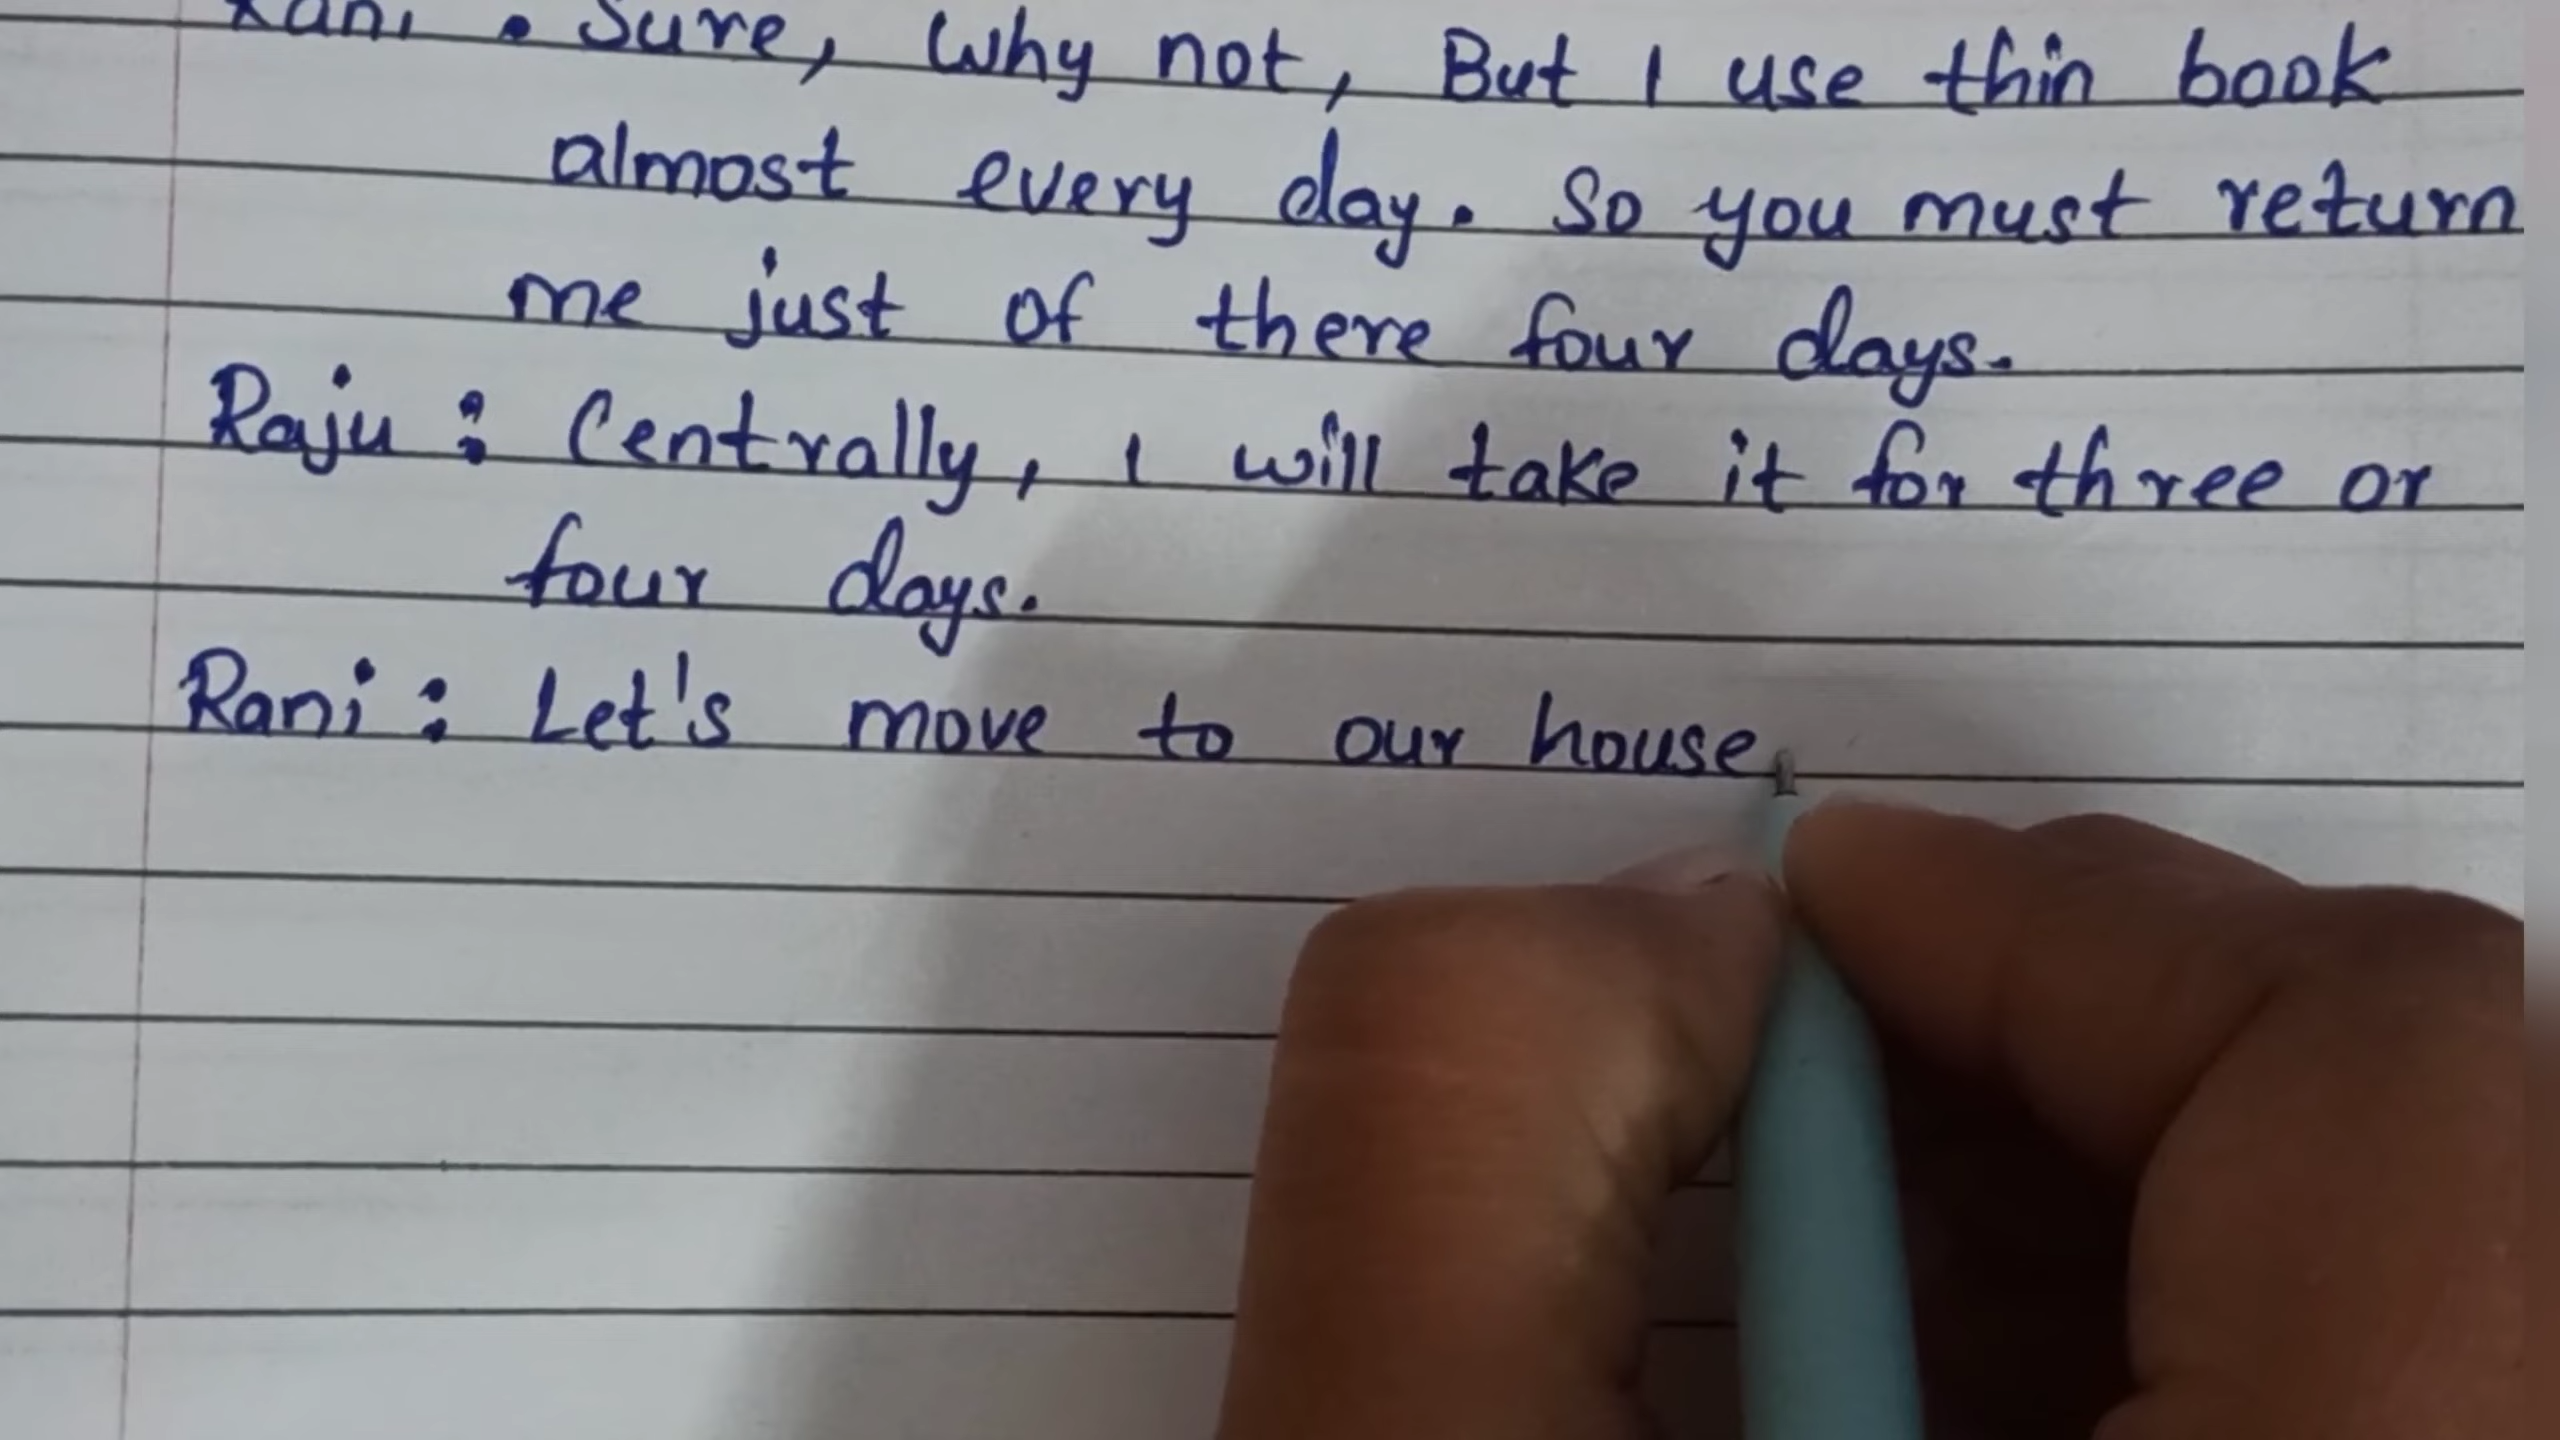 Rani : Sure, Why not, But I use thin book
almost every day. So you must return
me just of there four days.
Raju : Centrally, I will take it for three or
four days.
Rani : Let's move to our house